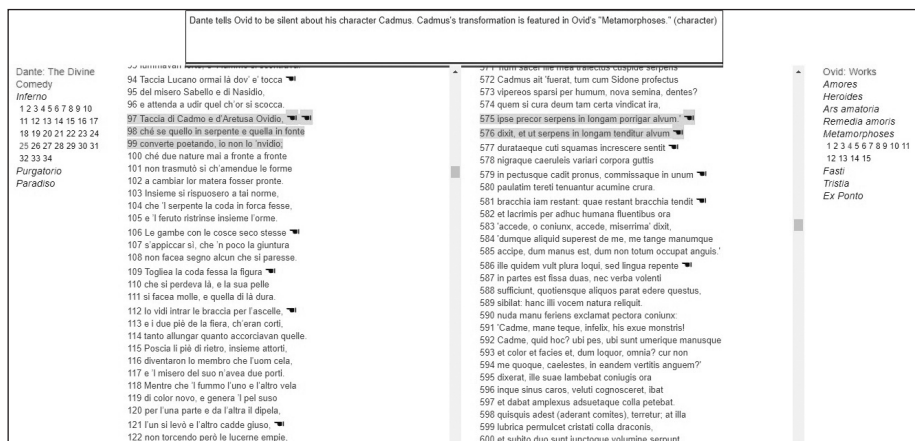 Dante tells Ovid to be silent about his character Cadmus. Cadmus's transformation is featured in Ovid's "Metamorphoses." (character)
Dante: The Divine
Comedy
Inferno
1 2 3 4 5 6 7 8 9 10
11 12 13 14 15 16 17
18 19 20 21 22 23 24
25 26 27 28 29 30 31
32 33 34
Purgatorio
Paradiso
94 Taccia Lucano ormai là dov' e' tocca
95 del misero Sabello e di Nasidio,
96 e attenda a udir quel ch'or si scocca.
97 Taccia di Cadmo e d'Aretusa Ovidio,
98 ché se quello in serpente e quella in fonte
99 converte poetando, io non lo 'nvidio;
100 ché due nature mai a fronte a fronte
101 non trasmutò sì ch'amendue le forme
102 a cambiar lor matera fosser pronte.
103 Insieme si rispuosero a tai norme,
104 che 'l serpente la coda in forca fesse,
105 e 'l feruto ristrinse insieme l'orme.
106 Le gambe con le cosce seco stesse
107 s'appiccar sì, che 'n poco la giuntura
108 non facea segno alcun che si paresse.
109 Togliea la coda fessa la figura
110 che si perdeva là, e la sua pelle
111 si facea molle, e quella di là dura.
112 Io vidi intrar le braccia per l'ascelle,
113 e i due piè de la fiera, ch'eran corti,
114 tanto allungar quanto accorciavan quelle.
115 Poscia li piè di rietro, insieme attorti,
116 diventaron lo membro che l'uom cela,
117 e 'l misero del suo n'avea due porti.
118 Mentre che 'l fummo l'uno e l'altro vela
119 di color novo, e genera 'l pel suso
120 per l'una parte e da l'altra il dipela,
121 l'un si levò e l'altro cadde giuso,
122 non torcendo però le lucerne empie,
571 num sacer ille mea traiectus cuspide serpens
572 Cadmus ait 'fuerat, tum cum Sidone profectus
573 vipereos sparsi per humum, nova semina, dentes?
574 quem si cura deum tam certa vindicat ira,
575 ipse precor serpens in longam porrigar alvum.'
576 dixit, et ut serpens in longam tenditur alvum
577 durataeque cuti squamas increscere sentit
578 nigraque caeruleis variari corpora guttis
579 in pectusque cadit pronus, commissaque in unum
580 paulatim tereti tenuantur acumine crura.
581 bracchia iam restant: quae restant bracchia tendit
582 et lacrimis per adhuc humana fluentibus ora
583 'accede, o coniunx, accede, miserrima' dixit,
584 'dumque aliquid superest de me, me tange manumque
585 accipe, dum manus est, dum non totum occupat anguis.'
586 ille quidem vult plura loqui, sed lingua repente
587 in partes est fissa duas, nec verba volenti
588 sufficiunt, quotiensque aliquos parat edere questus,
589 sibilat: hanc illi vocem natura reliquit.
590 nuda manu feriens exclamat pectora coniunx:
591 'Cadme, mane teque, infelix, his exue monstris!
592 Cadme, quid hoc? ubi pes, ubi sunt umerique manusque
593 et color et facies et, dum loquor, omnia? cur non
594 me quoque, caelestes, in eandem vertitis anguem?'
595 dixerat, ille suae lambebat coniugis ora
596 inque sinus caros, veluti cognosceret, ibat
597 et dabat amplexus adsuetaque colla petebat.
598 quisquis adest (aderant comites), terretur; at illa
599 lubrica permulcet cristati colla draconis,
600 et subito duo sunt iunctoque volumine serpunt
Ovid: Works
Amores
Heroides
Ars amatoria
Remedia amoris
Metamorphoses
1 2 3 4 5 6 7 8 9 10 11
12 13 14 15
Fasti
Tristia
Ex Ponto